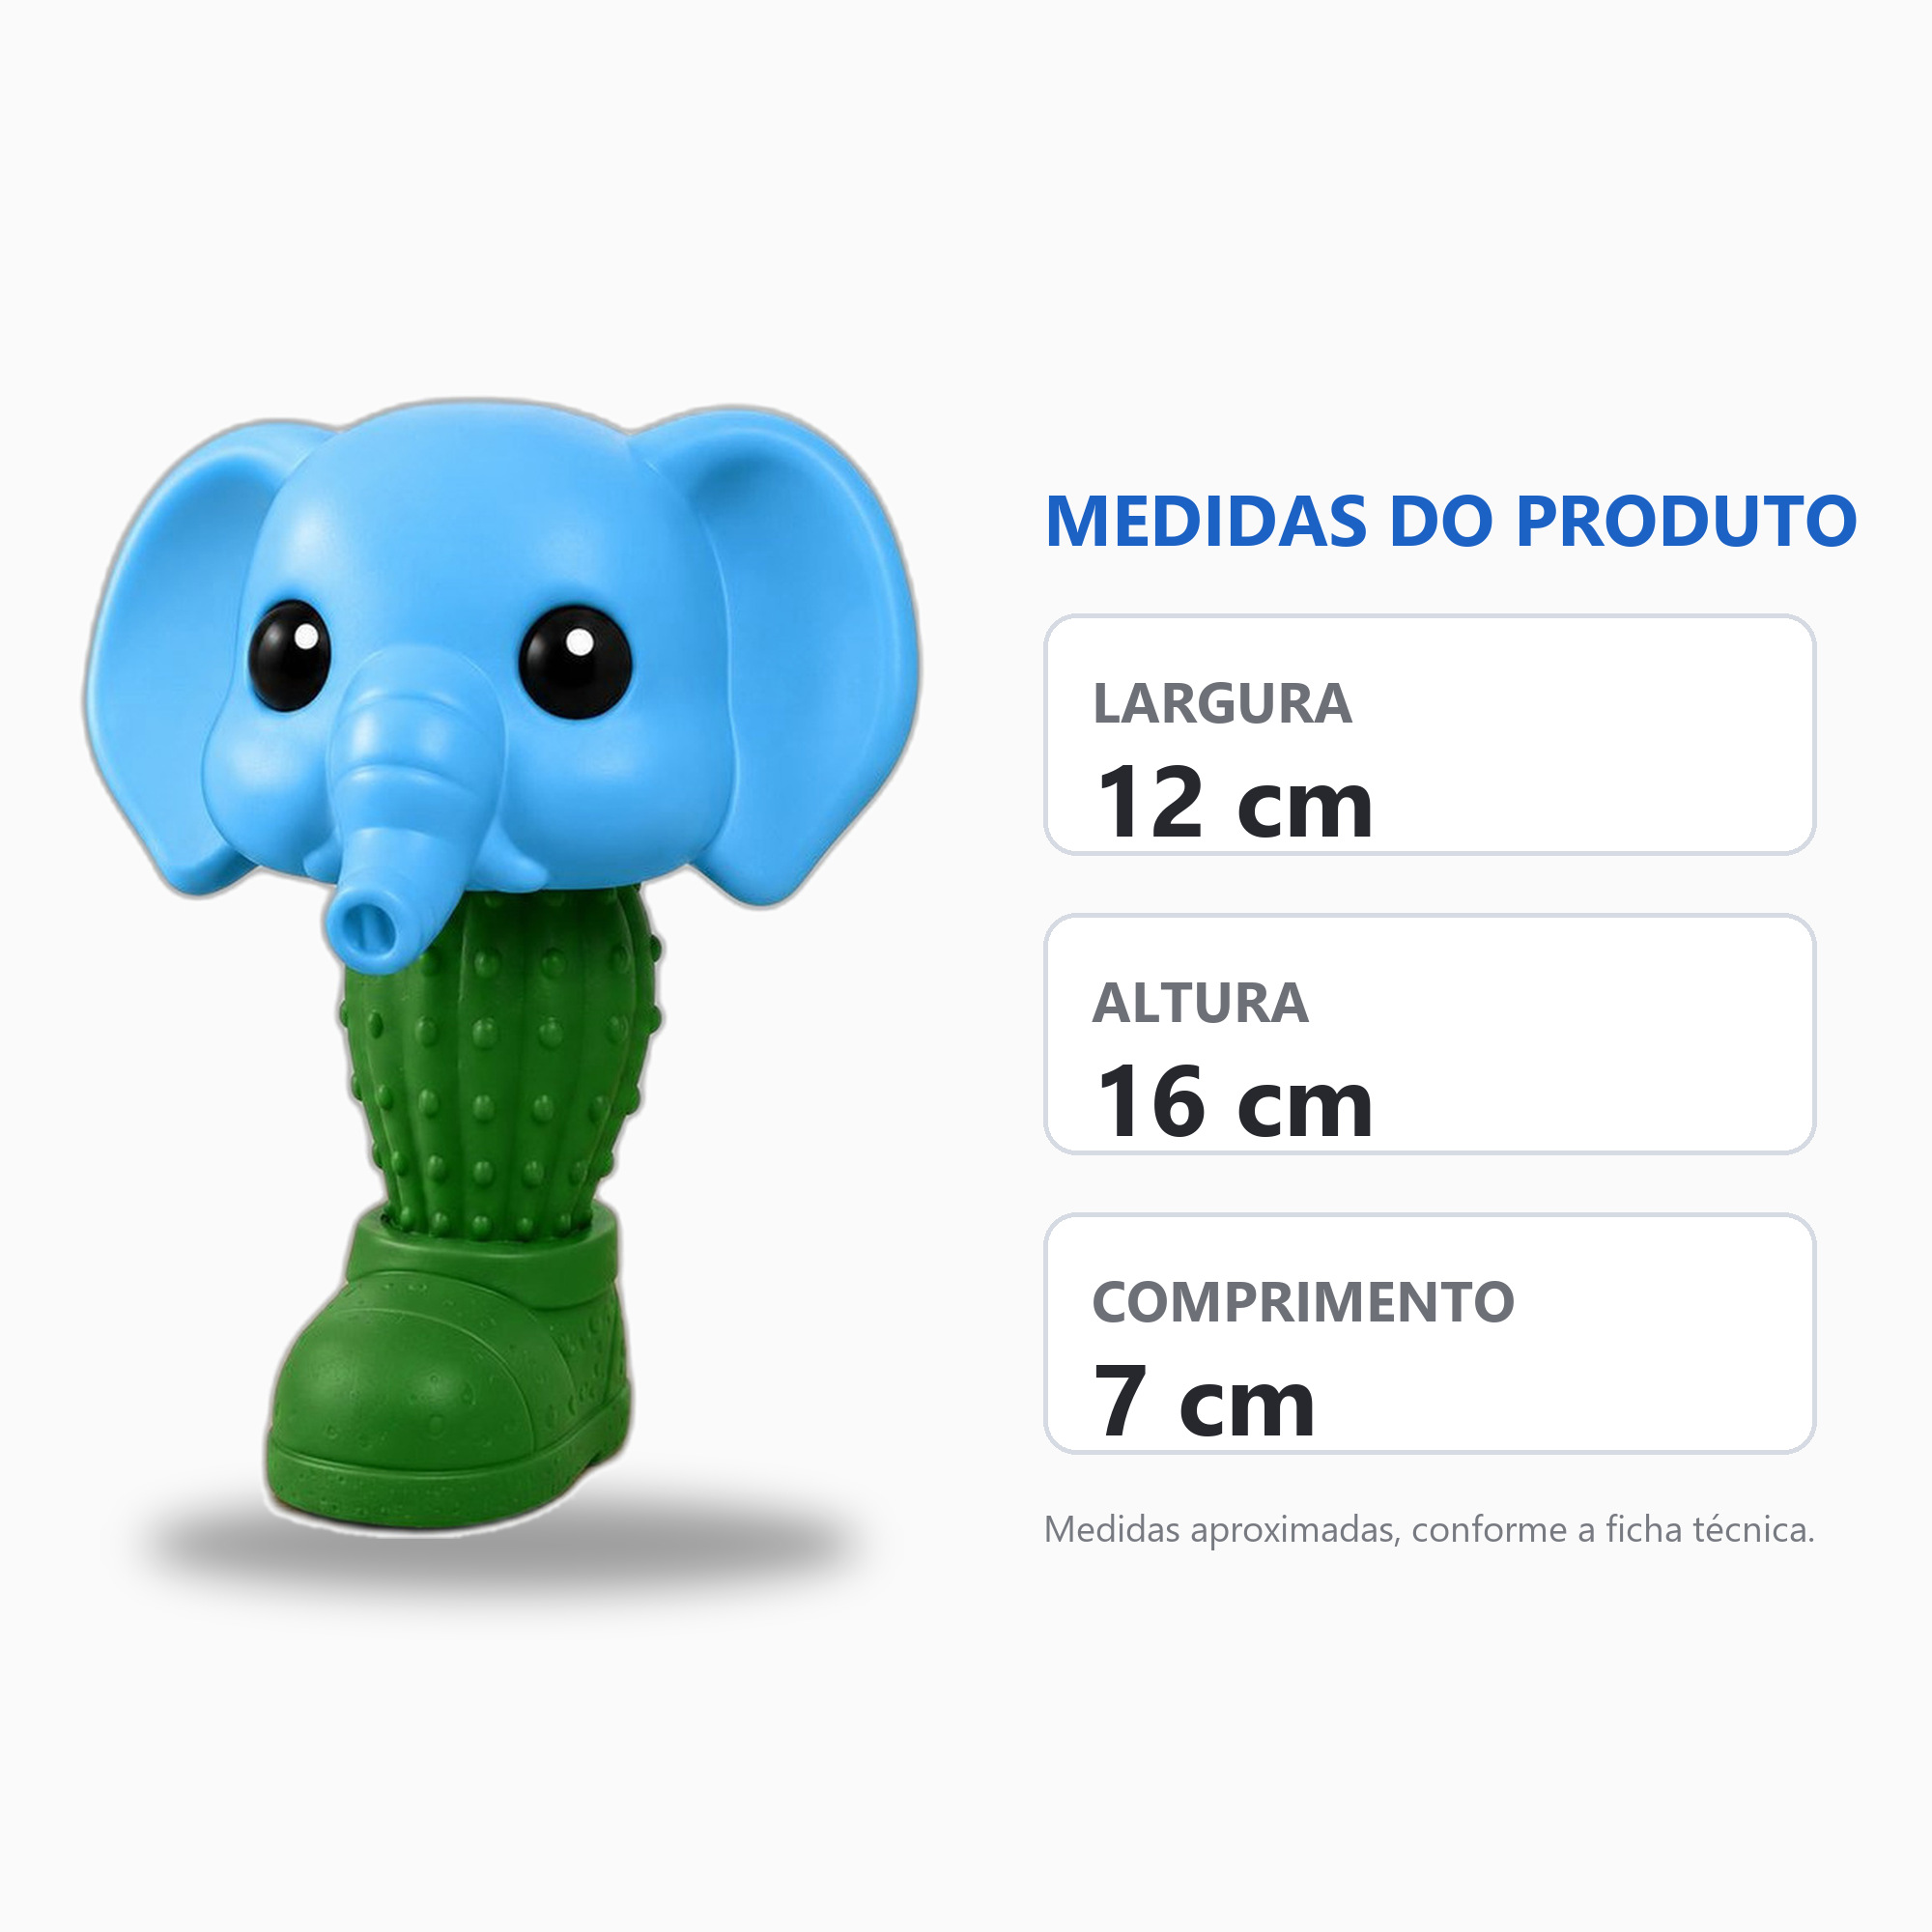 MEDIDAS DO PRODUTO
LARGURA
12 cm
ALTURA
16 cm
COMPRIMENTO
7 cm
Medidas aproximadas, conforme a ficha técnica.